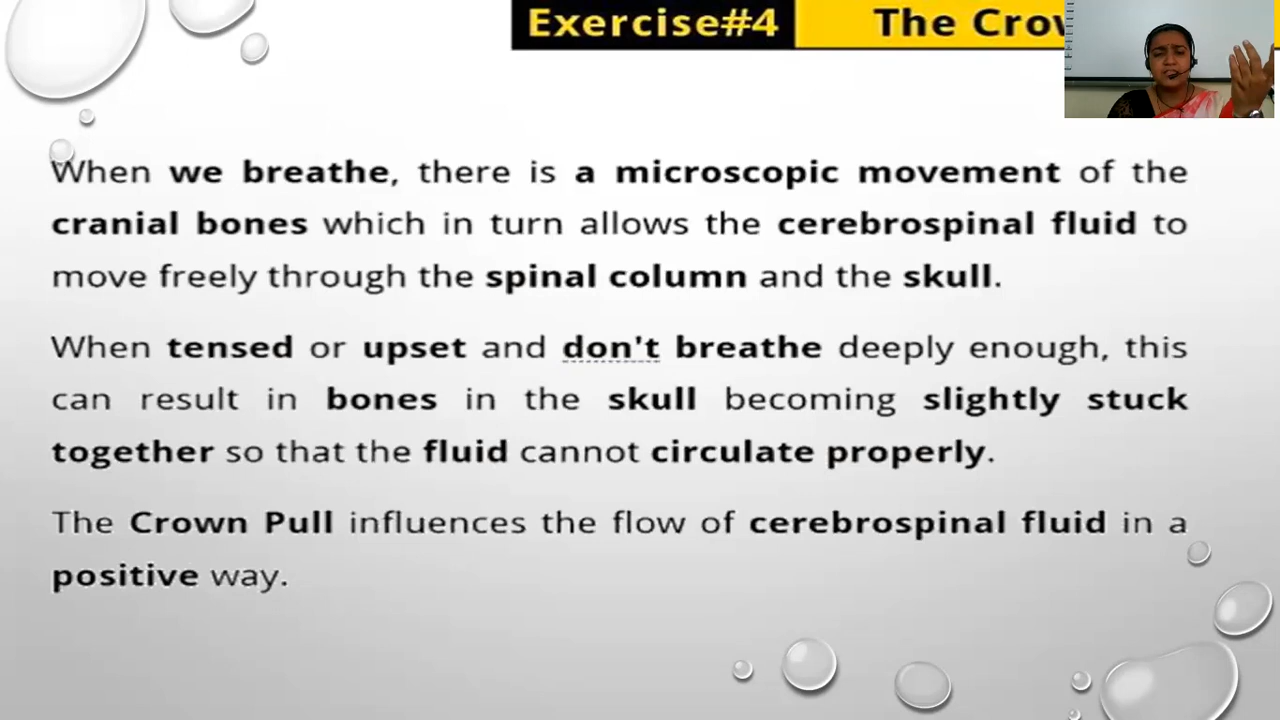 Exercise#4 The Crow
When we breathe, there is a microscopic movement of the
cranial bones which in turn allows the cerebrospinal fluid to
move freely through the spinal column and the skull.
When tensed or upset and don't breathe deeply enough, this
can result in bones in the skull becoming slightly stuck
together so that the fluid cannot circulate properly.
The Crown Pull influences the flow of cerebrospinal fluid in a
positive way.